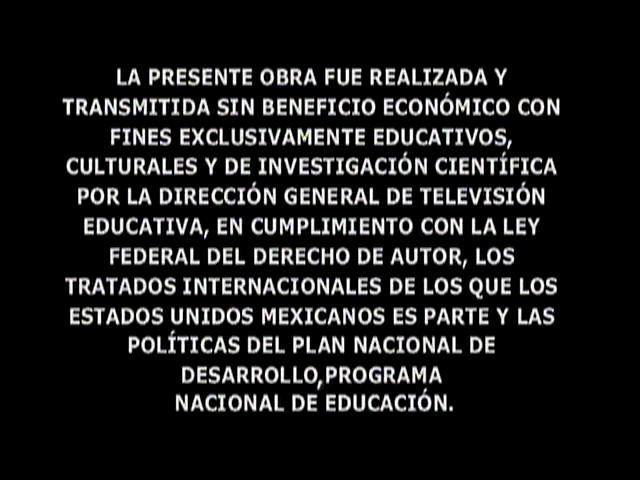 LA PRESENTE OBRA FUE REALIZADA Y
TRANSMITIDA SIN BENEFICIO ECONÓMICO CON
FINES EXCLUSIVAMENTE EDUCATIVOS,
CULTURALES Y DE INVESTIGACIÓN CIENTÍFICA
POR LA DIRECCIÓN GENERAL DE TELEVISIÓN
EDUCATIVA, EN CUMPLIMIENTO CON LA LEY
FEDERAL DEL DERECHO DE AUTOR, LOS
TRATADOS INTERNACIONALES DE LOS QUE LOS
ESTADOS UNIDOS MEXICANOS ES PARTE Y LAS
POLÍTICAS DEL PLAN NACIONAL DE
DESARROLLO,PROGRAMA
NACIONAL DE EDUCACIÓN.